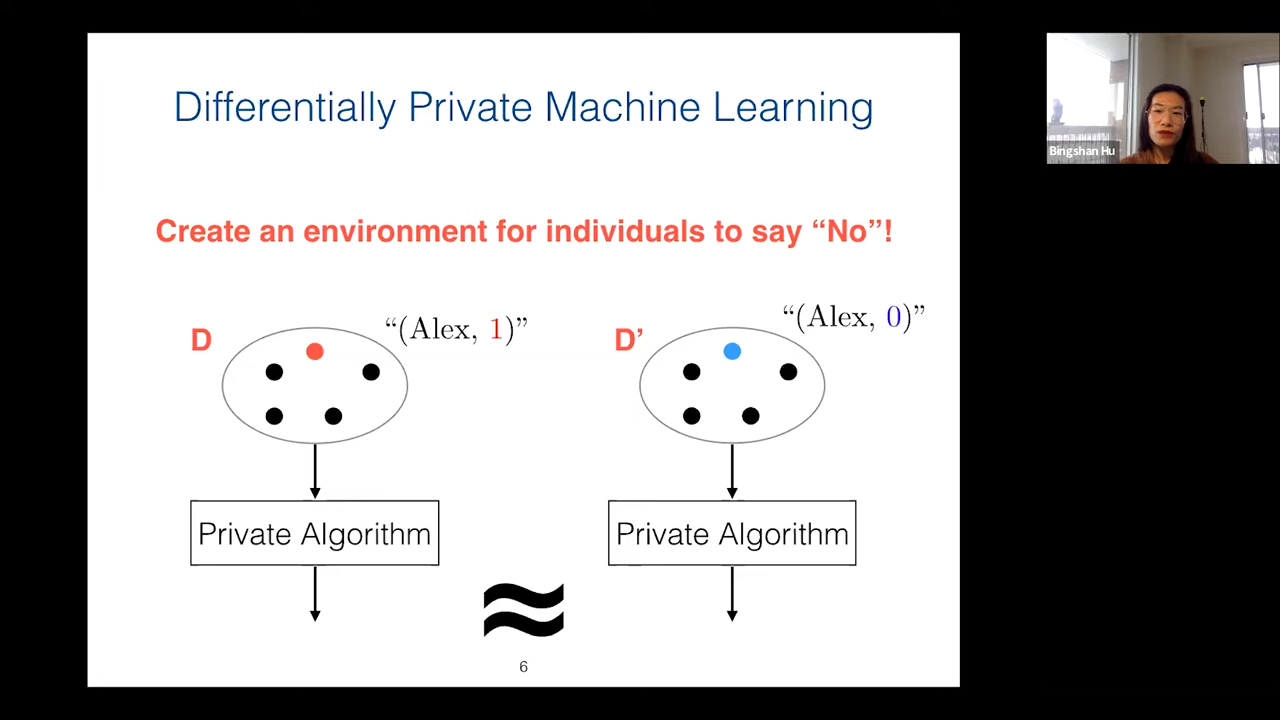 Differentially Private Machine Learning
Bingshan Hu
Create an environment for individuals to say “No”!
D
“(Alex, 1)”
D’
“(Alex, 0)”
Private Algorithm
Private Algorithm
≈
6